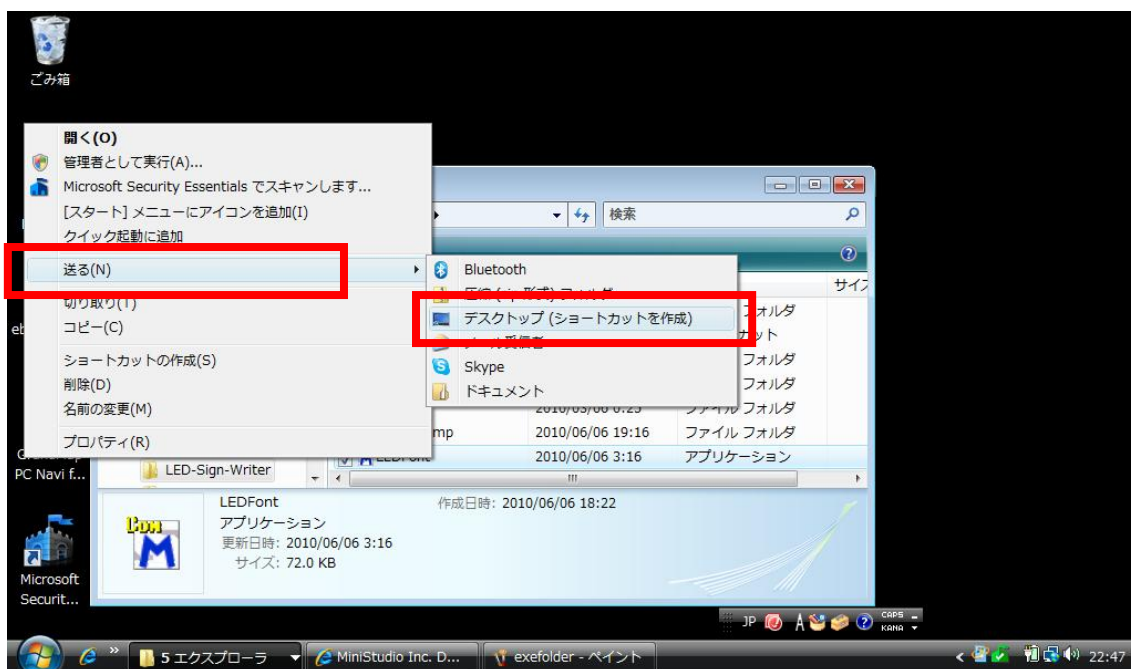 ごみ箱
開く(O)
管理者として実行(A)...
Microsoft Security Essentials でスキャンします...
[スタート] メニューにアイコンを追加(I)
クイック起動に追加
送る(N)
切り取り(T)
コピー(C)
ショートカットの作成(S)
削除(D)
名前の変更(M)
プロパティ(R)
検索
サイズ
Bluetooth
デスクトップ (ショートカットを作成)
Skype
ドキュメント
フォルダ
フォルダ
フォルダ
ファイル フォルダ
mp 2010/06/06 19:16 ファイル フォルダ
LEDFont 2010/06/06 3:16 アプリケーション
PC Navi f...
LED-Sign-Writer
LEDFont 作成日時: 2010/06/06 18:22
アプリケーション
更新日時: 2010/06/06 3:16
サイズ: 72.0 KB
Com
M
Microsoft
Securit...
JP A CAPS
KANA
5 エクスプローラ
MiniStudio Inc. D...
exefolder - ペイント
22:47